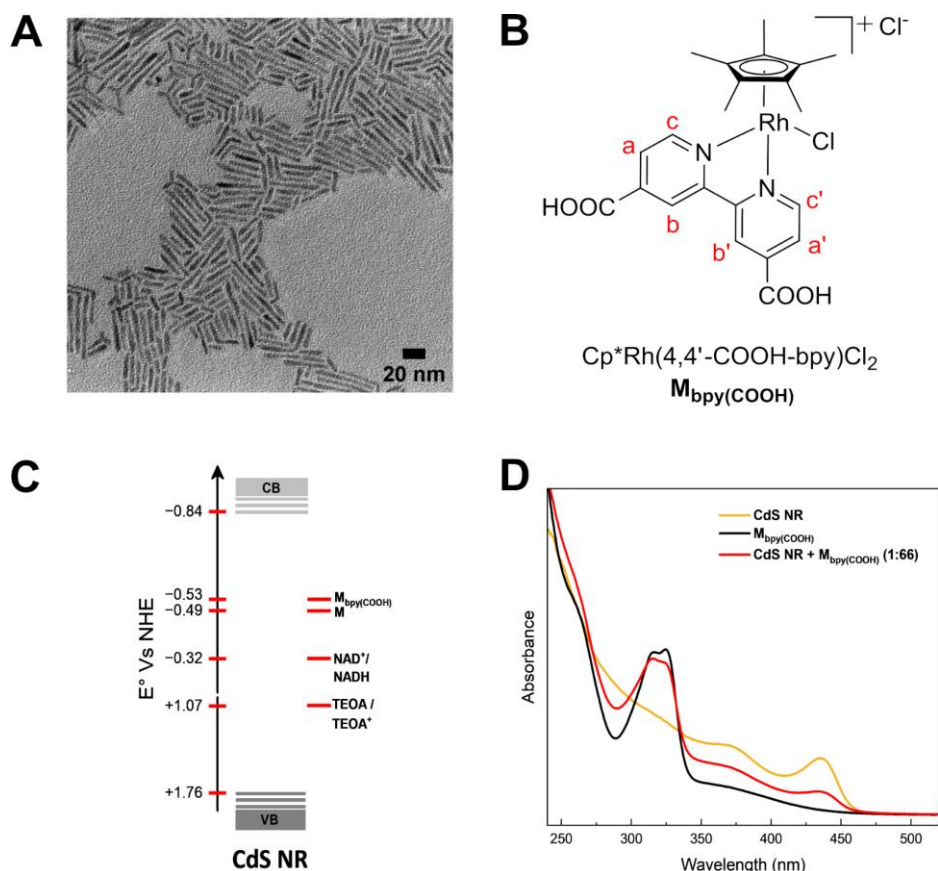 A
20 nm
B
+ Cl-
Rh
Cl
N
N
c
a
b
HOOC
c'
a'
b'
COOH
Cp*Rh(4,4'-COOH-bpy)Cl2
Mbpy(COOH)
C
E° Vs NHE
CB
−0.84
−0.53
Mbpy(COOH)
−0.49
M
−0.32
NAD+/
NADH
+1.07
TEOA /
TEOA+
+1.76
VB
CdS NR
D
CdS NR
Mbpy(COOH)
CdS NR + Mbpy(COOH) (1:66)
Absorbance
250
300
350
400
450
500
Wavelength (nm)